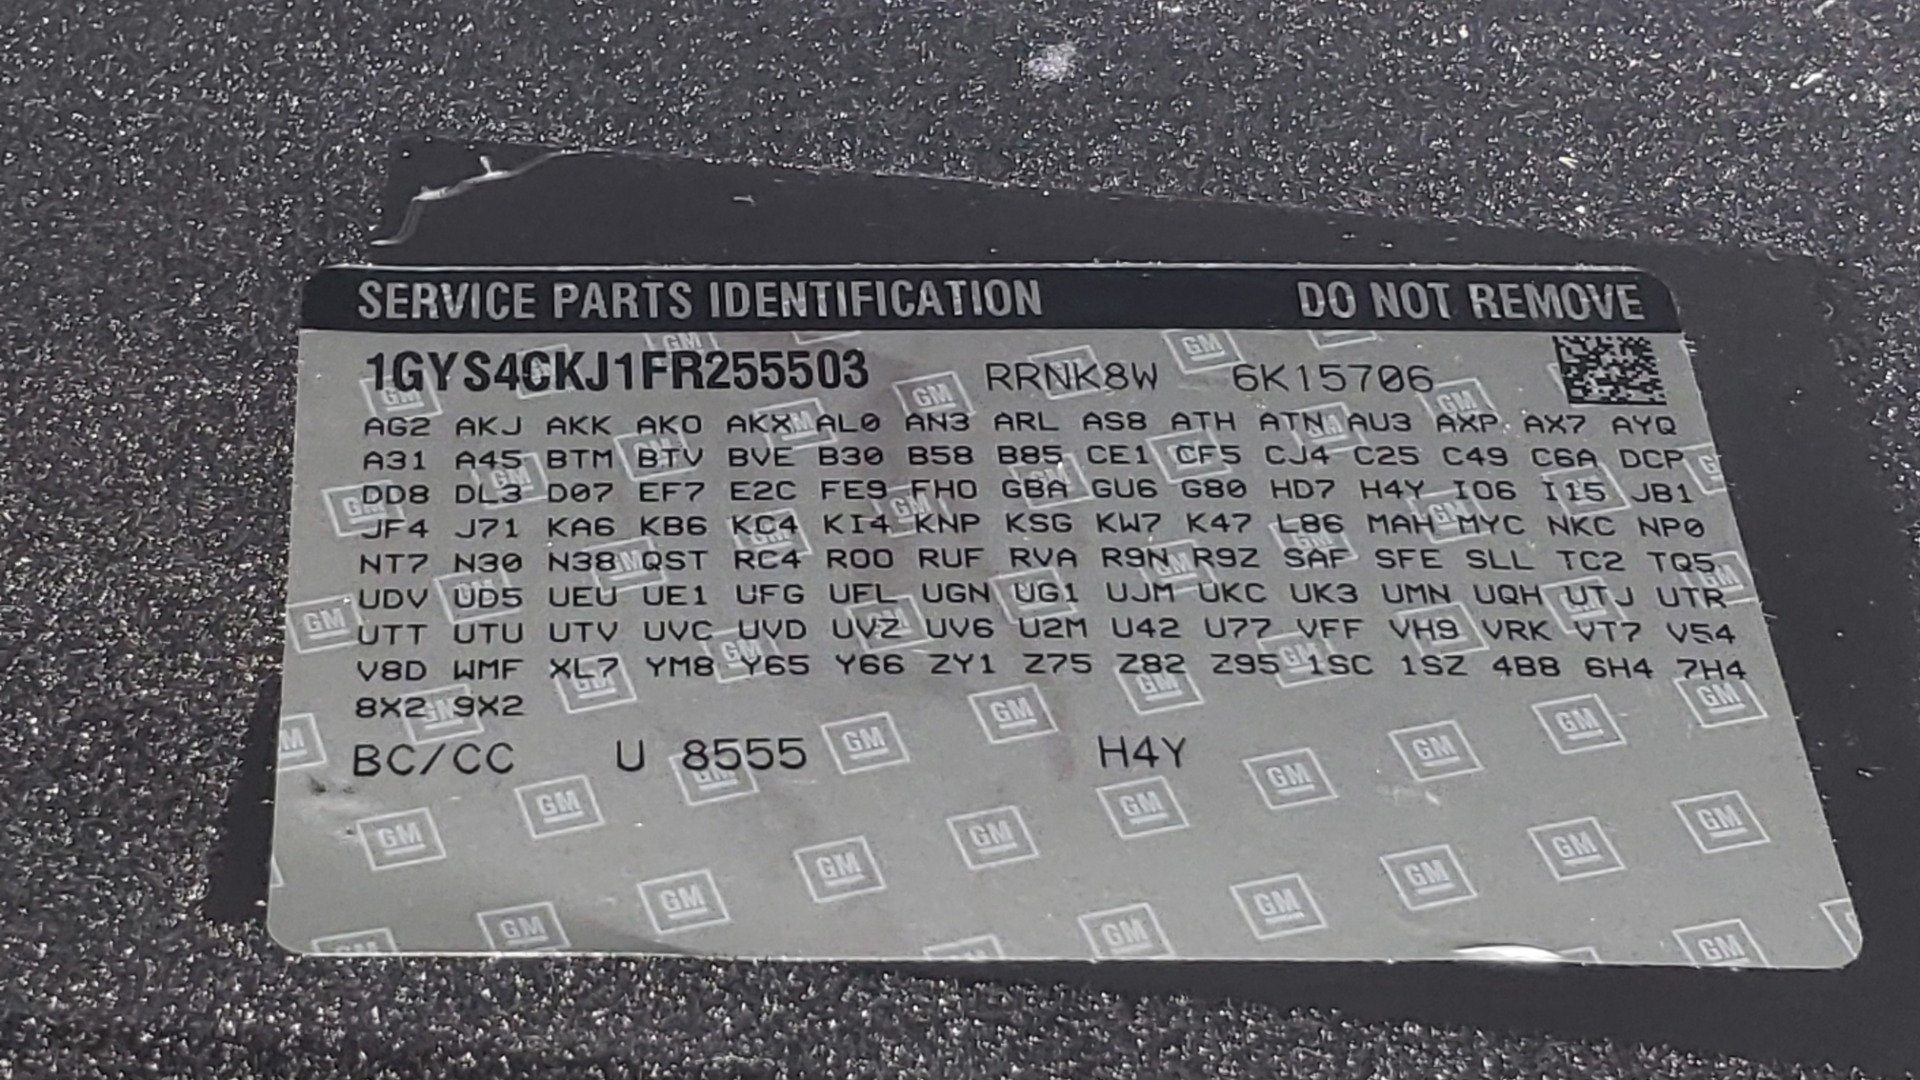 SERVICE PARTS IDENTIFICATION DO NOT REMOVE
1GYS4CKJ1FR255503 RRNK8W 6K15706
AG2 AKJ AKK AKO AKX AL0 AN3 ARL AS8 ATH ATN AU3 AXP AX7 AYQ
A31 A45 BTM BTV BVE B30 B58 B85 CE1 CF5 CJ4 C25 C49 C6A DCP
DD8 DL3 D07 EF7 E2C FE9 FHO GBA GU6 G80 HD7 H4Y IO6 I15 JB1
JF4 J71 KA6 KB6 KC4 KI4 KNP KSG KW7 K47 L86 MAH MYC NKC NP0
NT7 N30 N38 QST RC4 ROO RUF RVA R9N R9Z SAF SFE SLL TC2 TQ5
UDV UD5 UEU UE1 UFG UFL UGN UG1 UJM UKC UK3 UMN UQH UTJ UTR
UTT UTU UTV UVC UVD UVZ UV6 U2M U42 U77 VFF VH9 VRK VT7 V54
V8D WMF XL7 YM8 Y65 Y66 ZY1 Z75 Z82 Z95 1SC 1SZ 4B8 6H4 7H4
8X2 9X2
BC/CC U 8555 H4Y